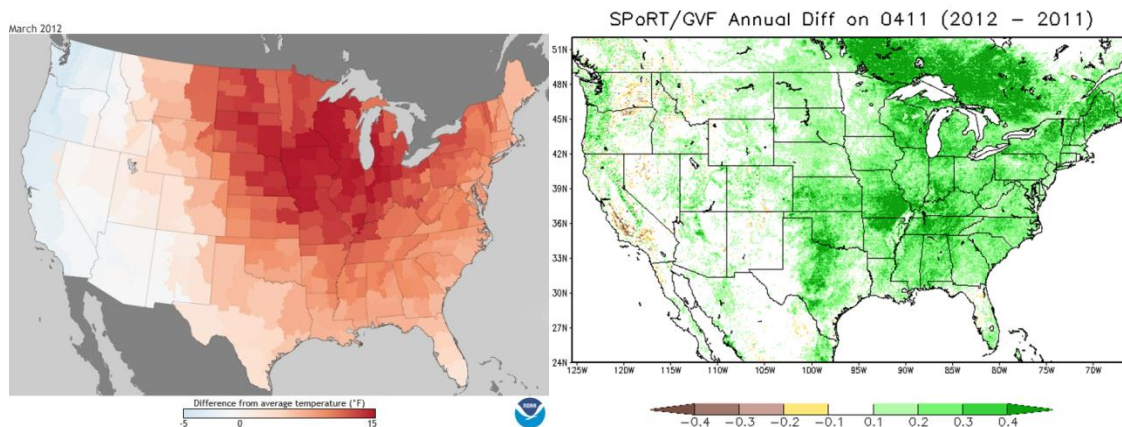 March 2012
Difference from average temperature (°F)
-5 0 15
NOAA
SPoRT/GVF Annual Diff on 0411 (2012 - 2011)
51N
48N
45N
42N
39N
36N
33N
30N
27N
24N
125W 120W 115W 110W 105W 100W 95W 90W 85W 80W 75W 70W
-0.4 -0.3 -0.2 -0.1 0.1 0.2 0.3 0.4